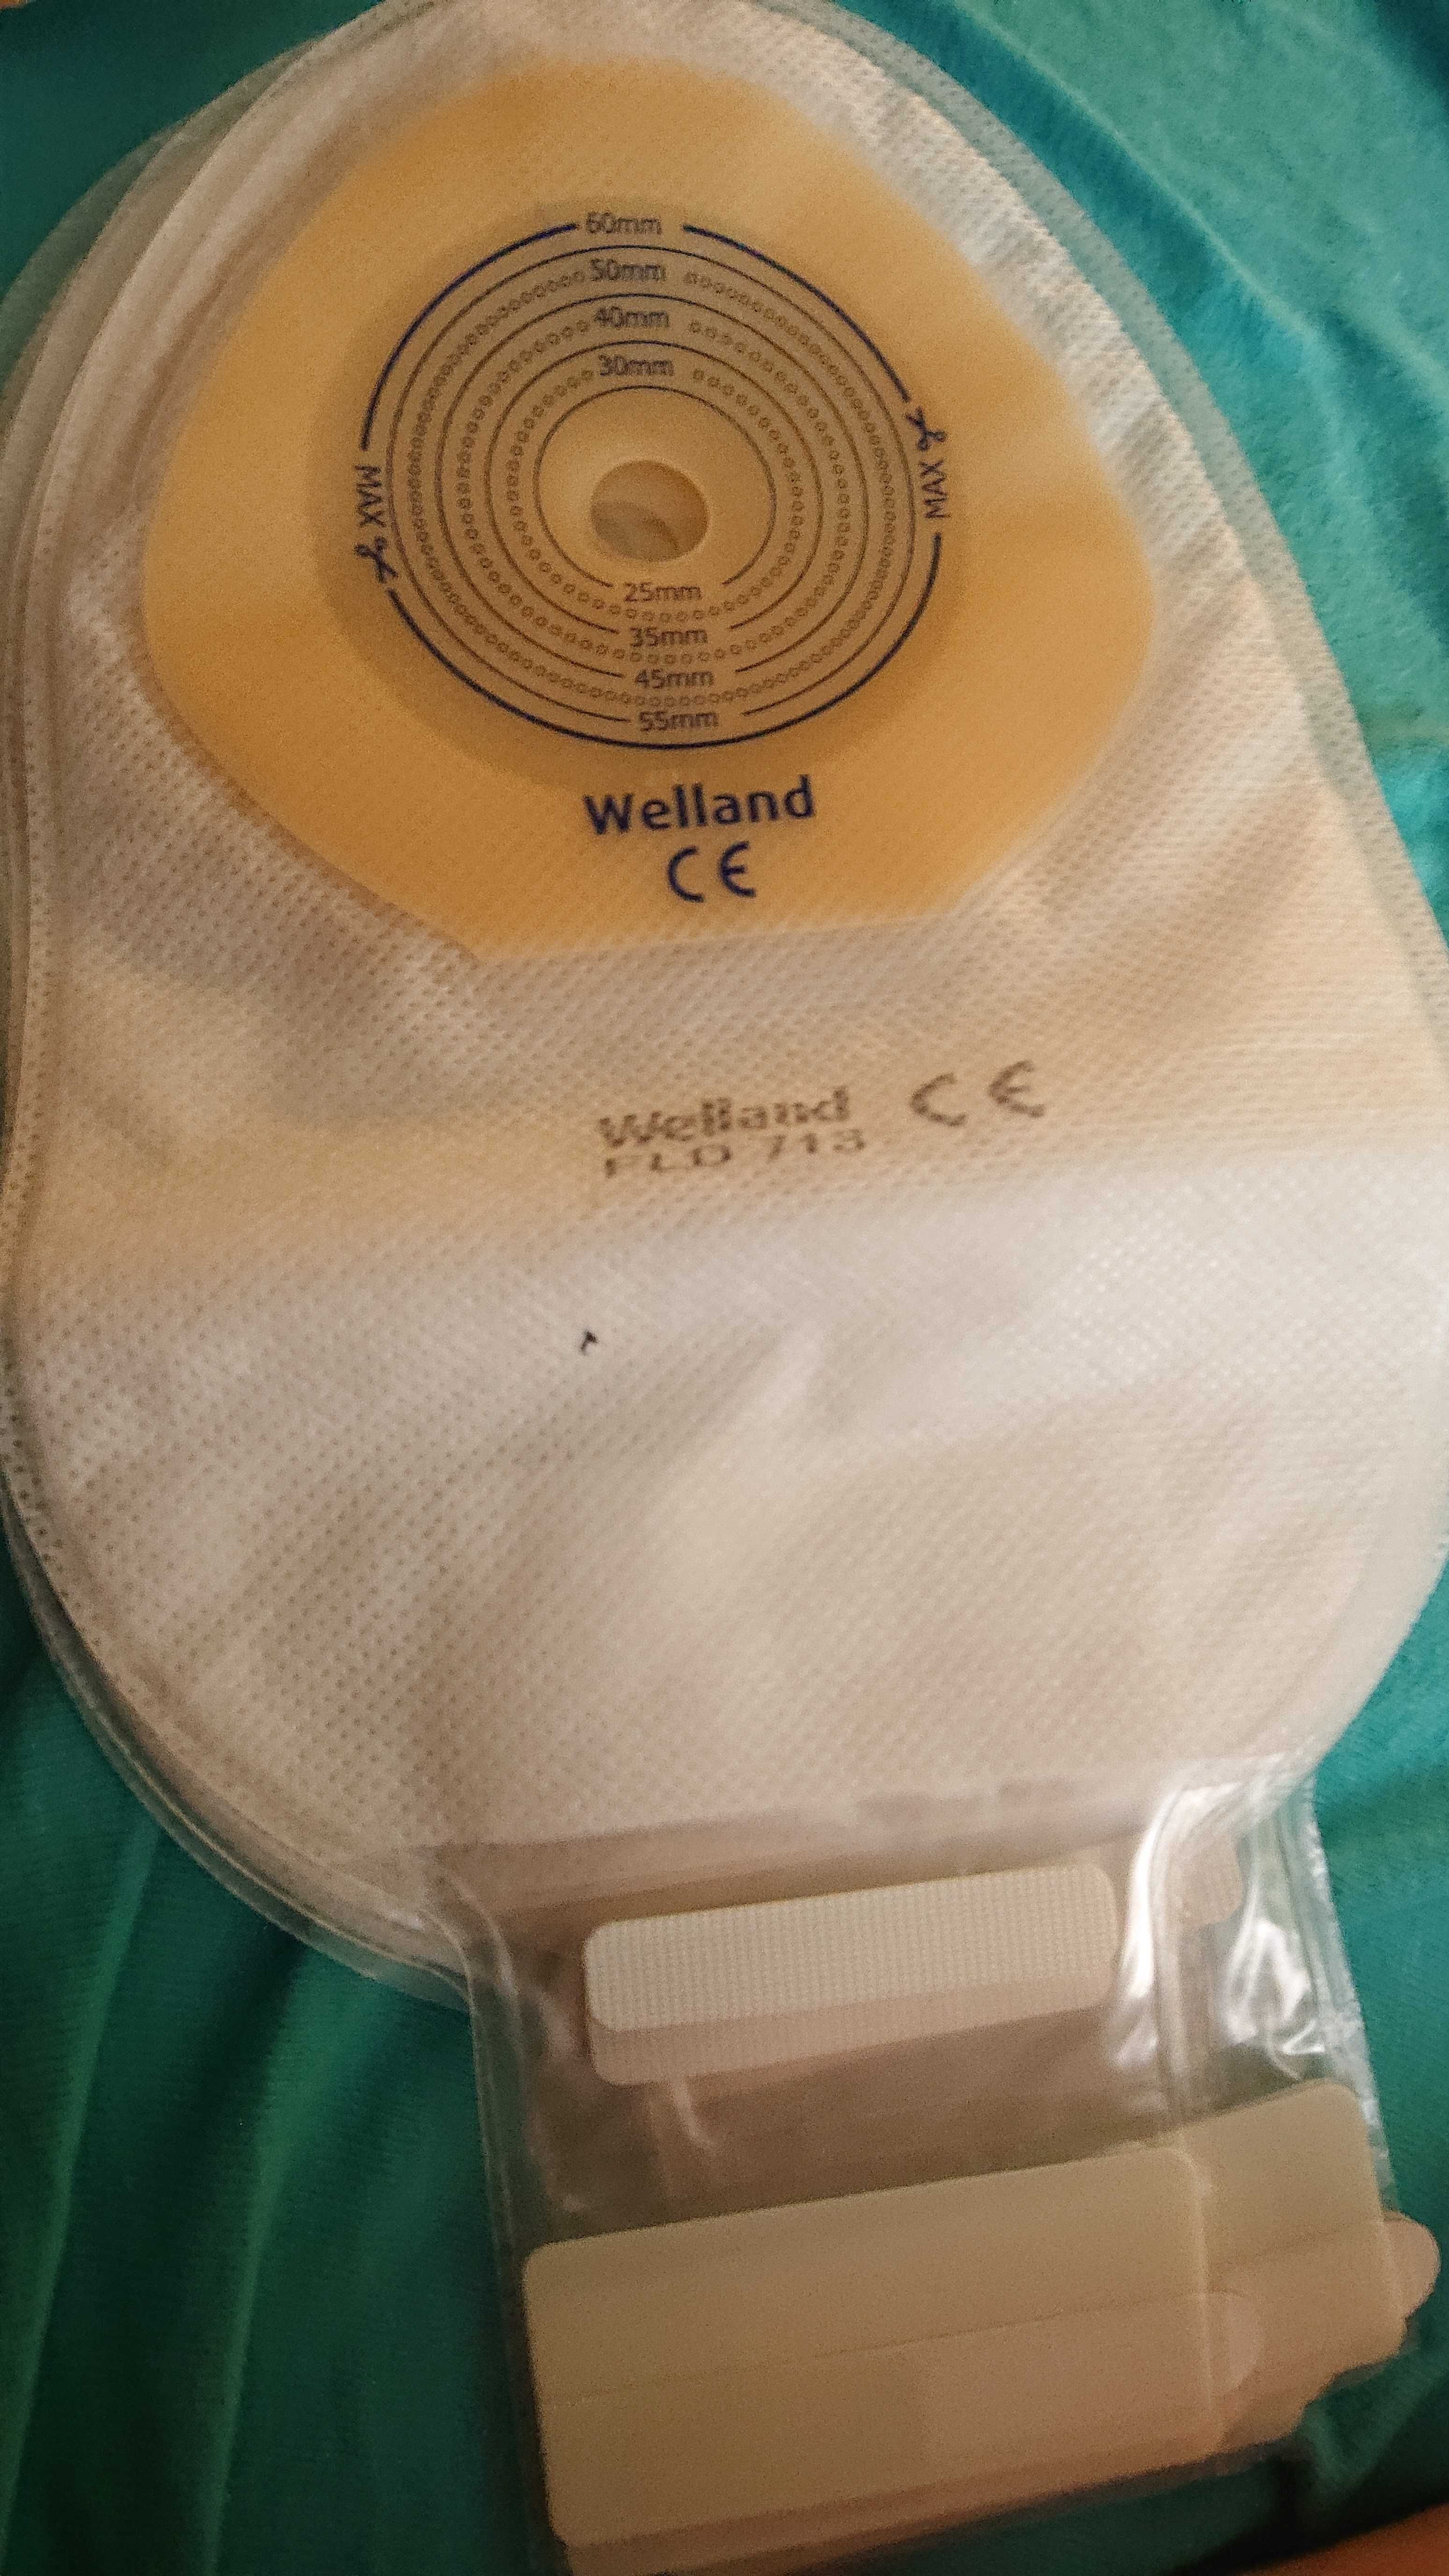 60mm
50mm
40mm
30mm
MAX
MAX
25mm
35mm
45mm
55mm
Welland
CE
Welland CE
FLD 713